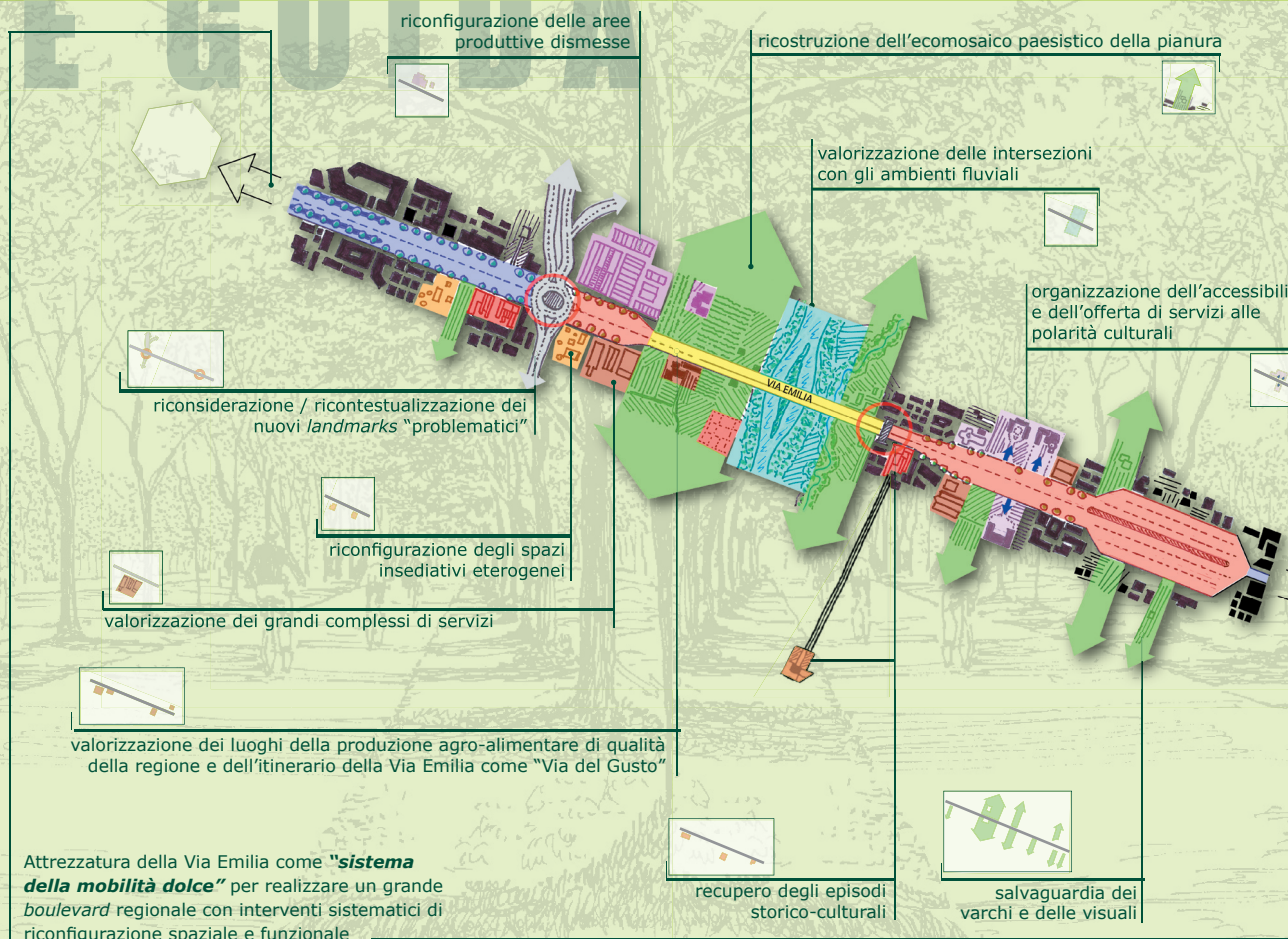 E GUIDA
riconfigurazione delle aree
produttive dismesse
ricostruzione dell’ecomosaico paesistico della pianura
valorizzazione delle intersezioni
con gli ambienti fluviali
organizzazione dell’accessibili
e dell’offerta di servizi alle
polarità culturali
VIA EMILIA
riconsiderazione / ricontestualizzazione dei
nuovi landmarks “problematici”
riconfigurazione degli spazi
insediativi eterogenei
valorizzazione dei grandi complessi di servizi
valorizzazione dei luoghi della produzione agro-alimentare di qualità
della regione e dell’itinerario della Via Emilia come “Via del Gusto”
Attrezzatura della Via Emilia come “sistema
della mobilità dolce” per realizzare un grande
boulevard regionale con interventi sistematici di
riconfigurazione spaziale e funzionale
recupero degli episodi
storico-culturali
salvaguardia dei
varchi e delle visuali